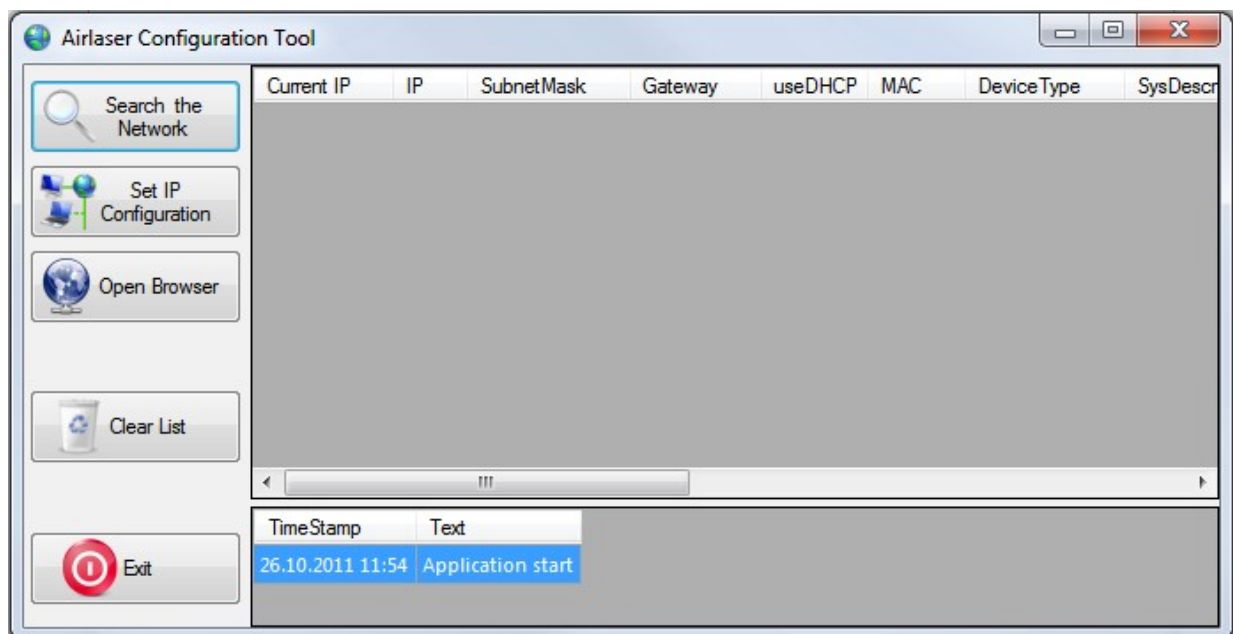 Airlaser Configuration Tool
Search the
Network
Set IP
Configuration
Open Browser
Clear List
Exit
Current IP IP SubnetMask Gateway useDHCP MAC DeviceType SysDescr
TimeStamp Text
26.10.2011 11:54 Application start